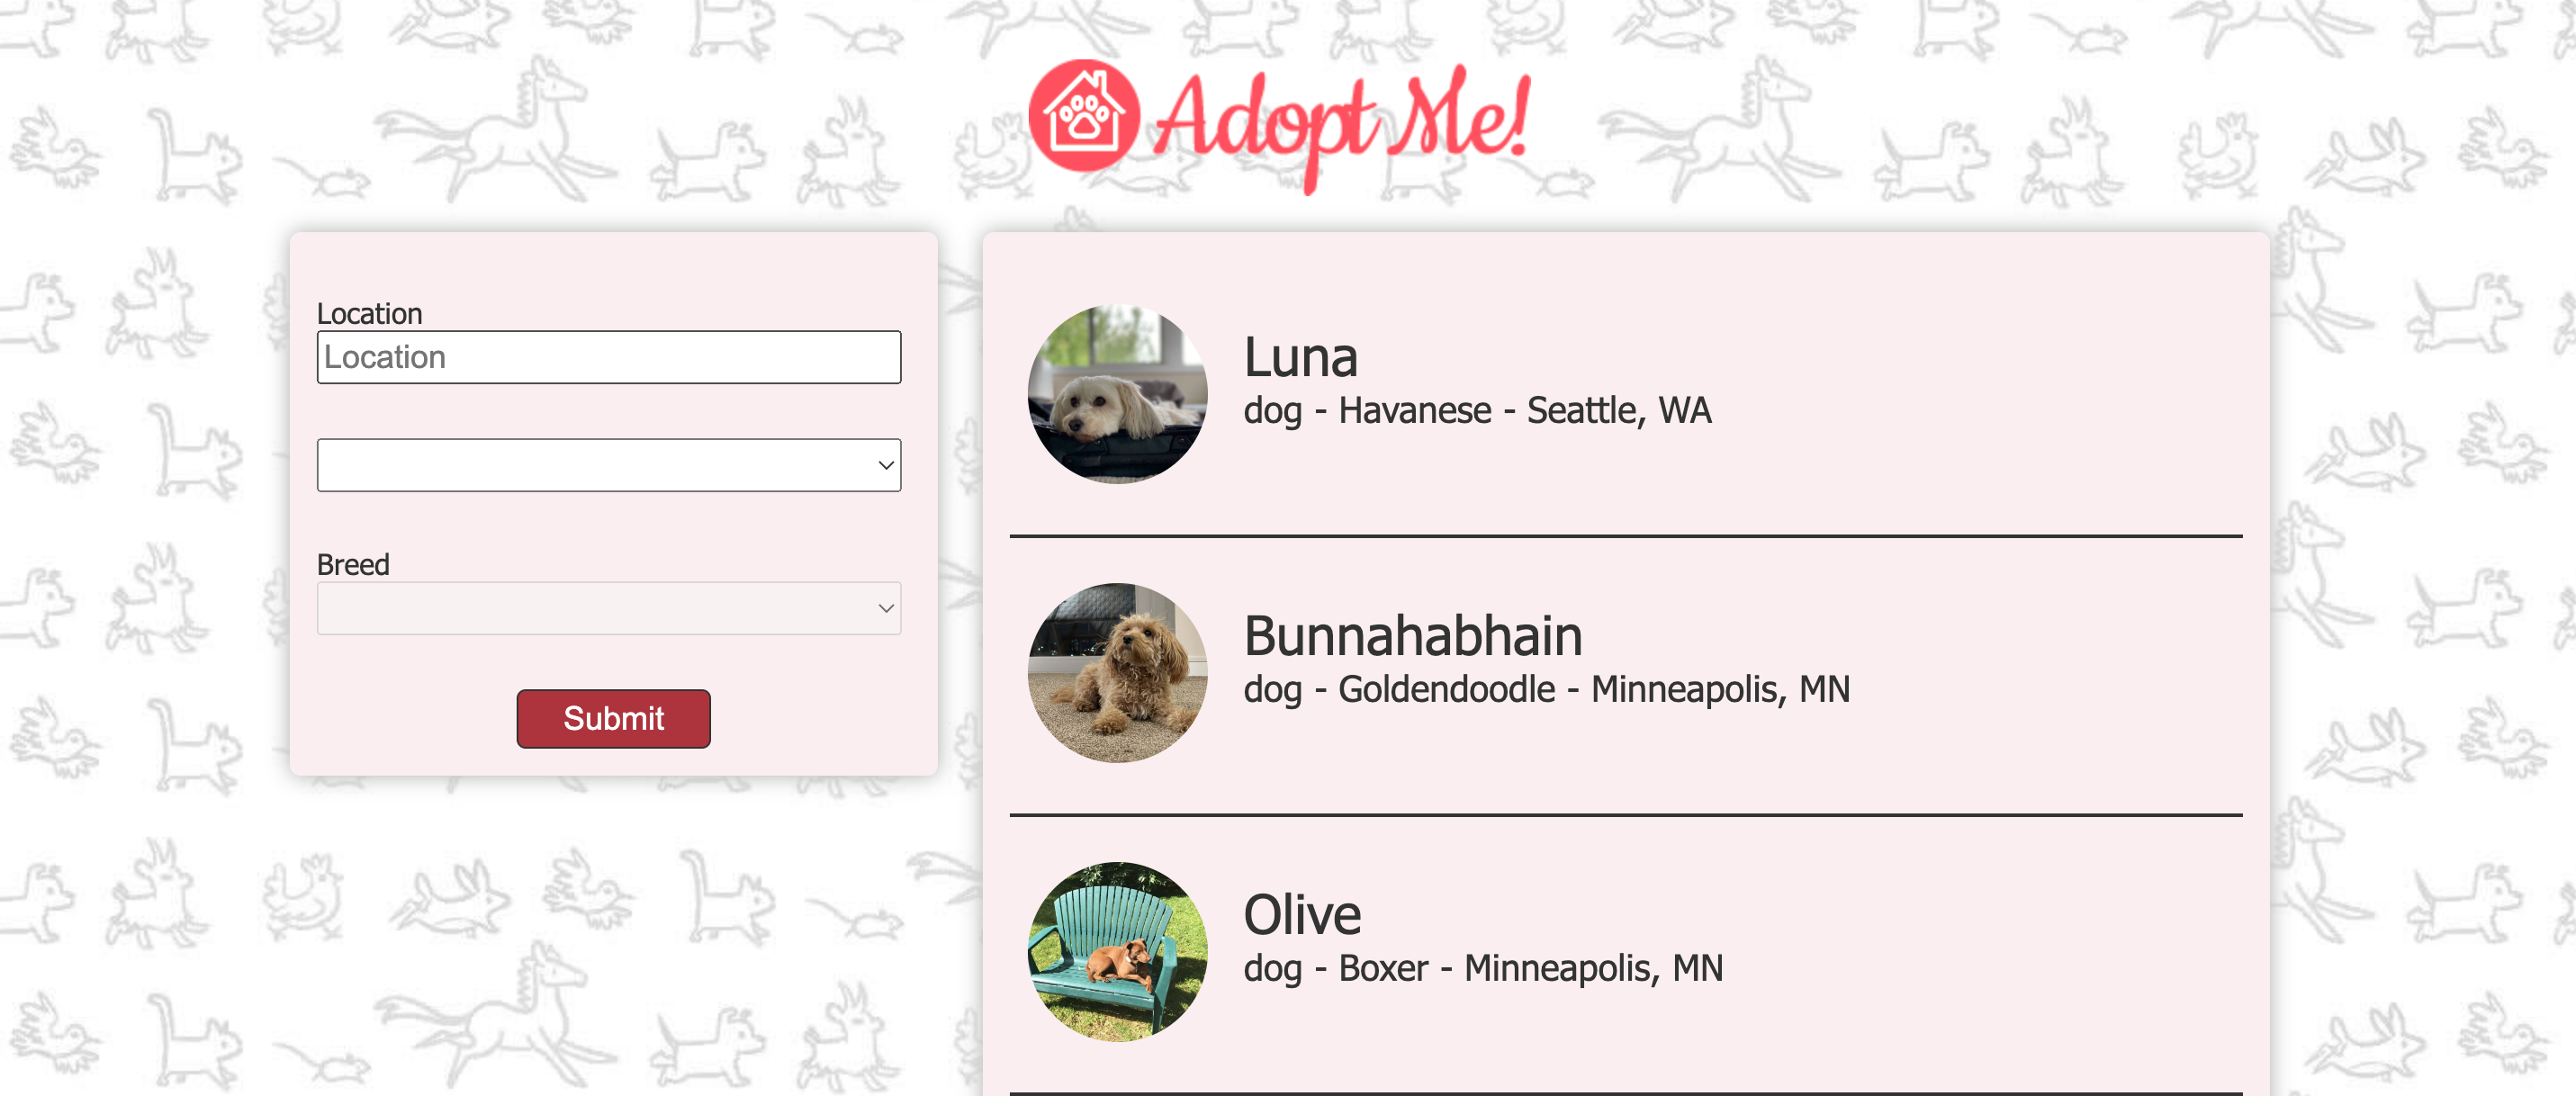 Adopt Me!
Location
Location
Breed
Submit
Luna
dog - Havanese - Seattle, WA
Bunnahabhain
dog - Goldendoodle - Minneapolis, MN
Olive
dog - Boxer - Minneapolis, MN